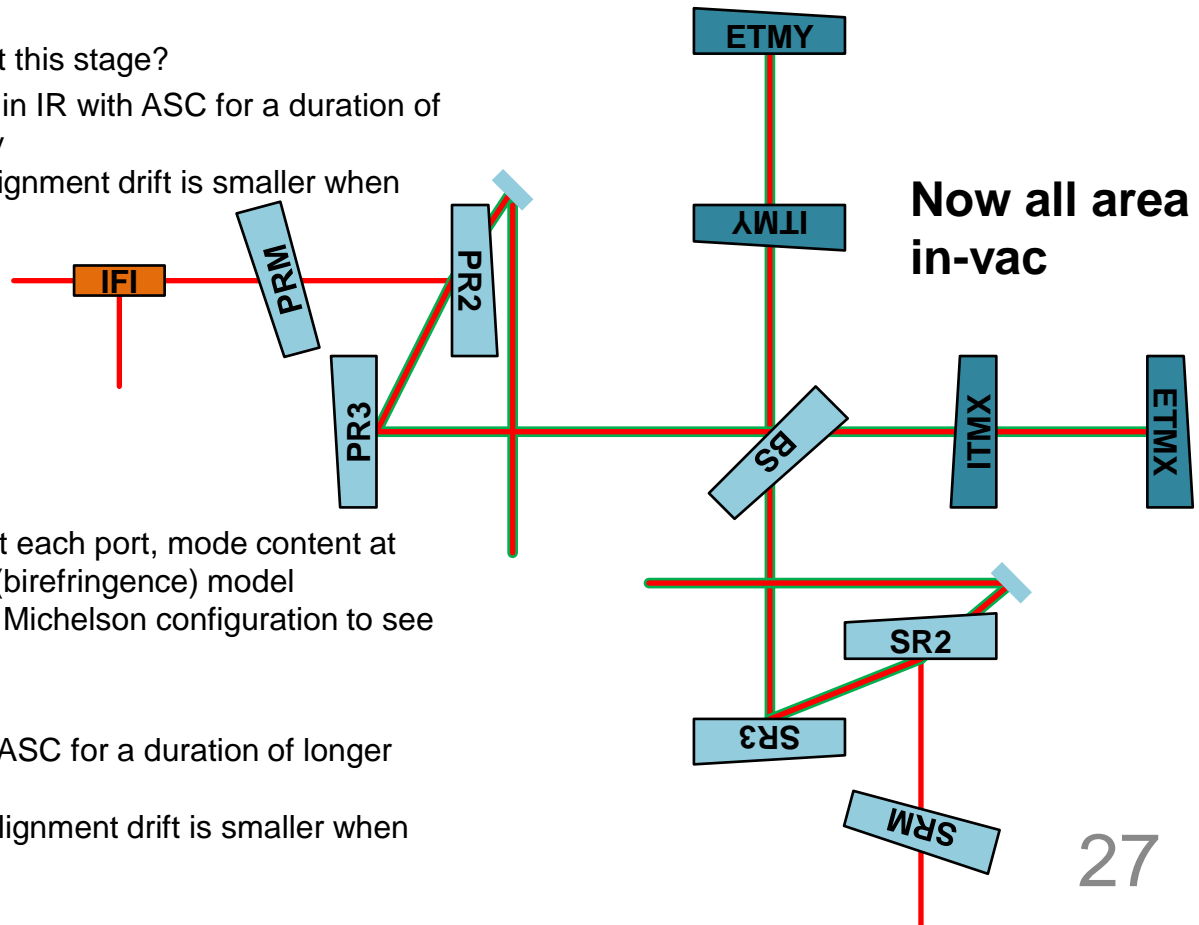 t this stage?
in IR with ASC for a duration of
y
ignment drift is smaller when
ETMY
ITMY
Now all area
in-vac
IFI
PRM
PR2
PR3
BS
ITMX
ETMX
t each port, mode content at
(birefringence) model
Michelson configuration to see
SR2
SR3
ASC for a duration of longer
lignment drift is smaller when
SRM
27